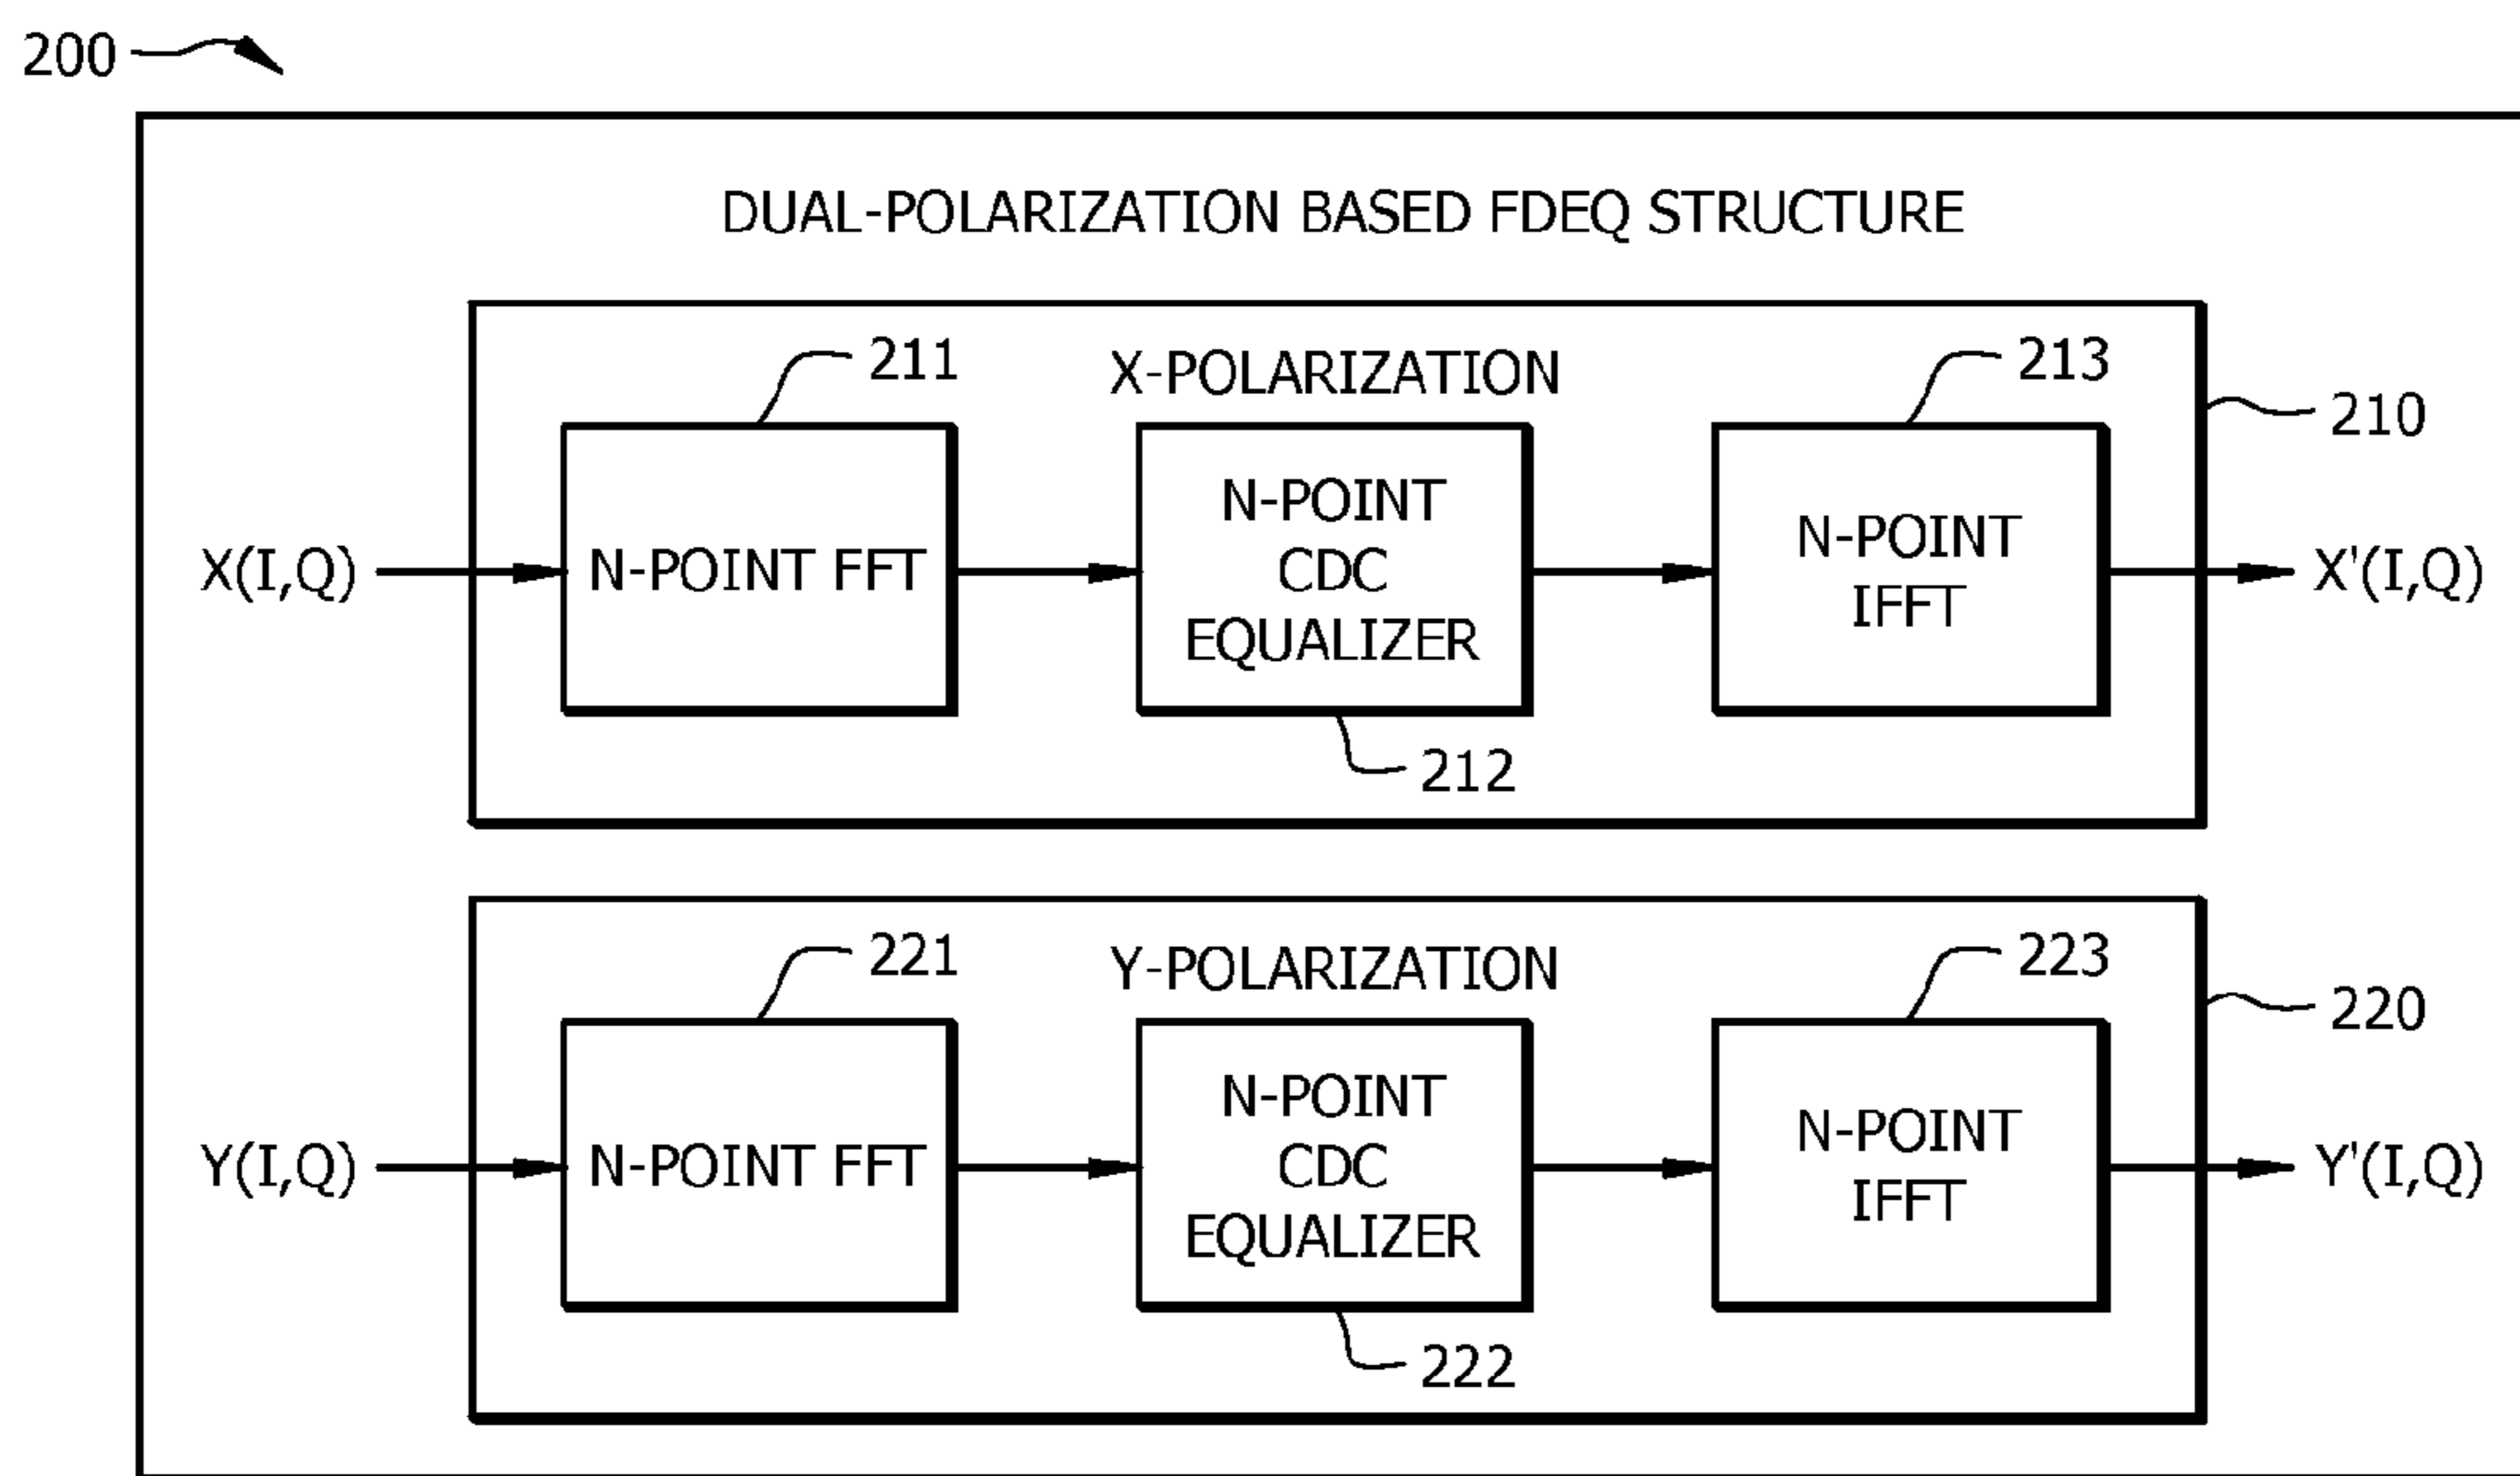 200
DUAL-POLARIZATION BASED FDEQ STRUCTURE
211
X-POLARIZATION
213
210
X(I,Q)
N-POINT FFT
N-POINT
CDC
EQUALIZER
N-POINT
IFFT
X'(I,Q)
212
221
Y-POLARIZATION
223
220
Y(I,Q)
N-POINT FFT
N-POINT
CDC
EQUALIZER
N-POINT
IFFT
Y'(I,Q)
222